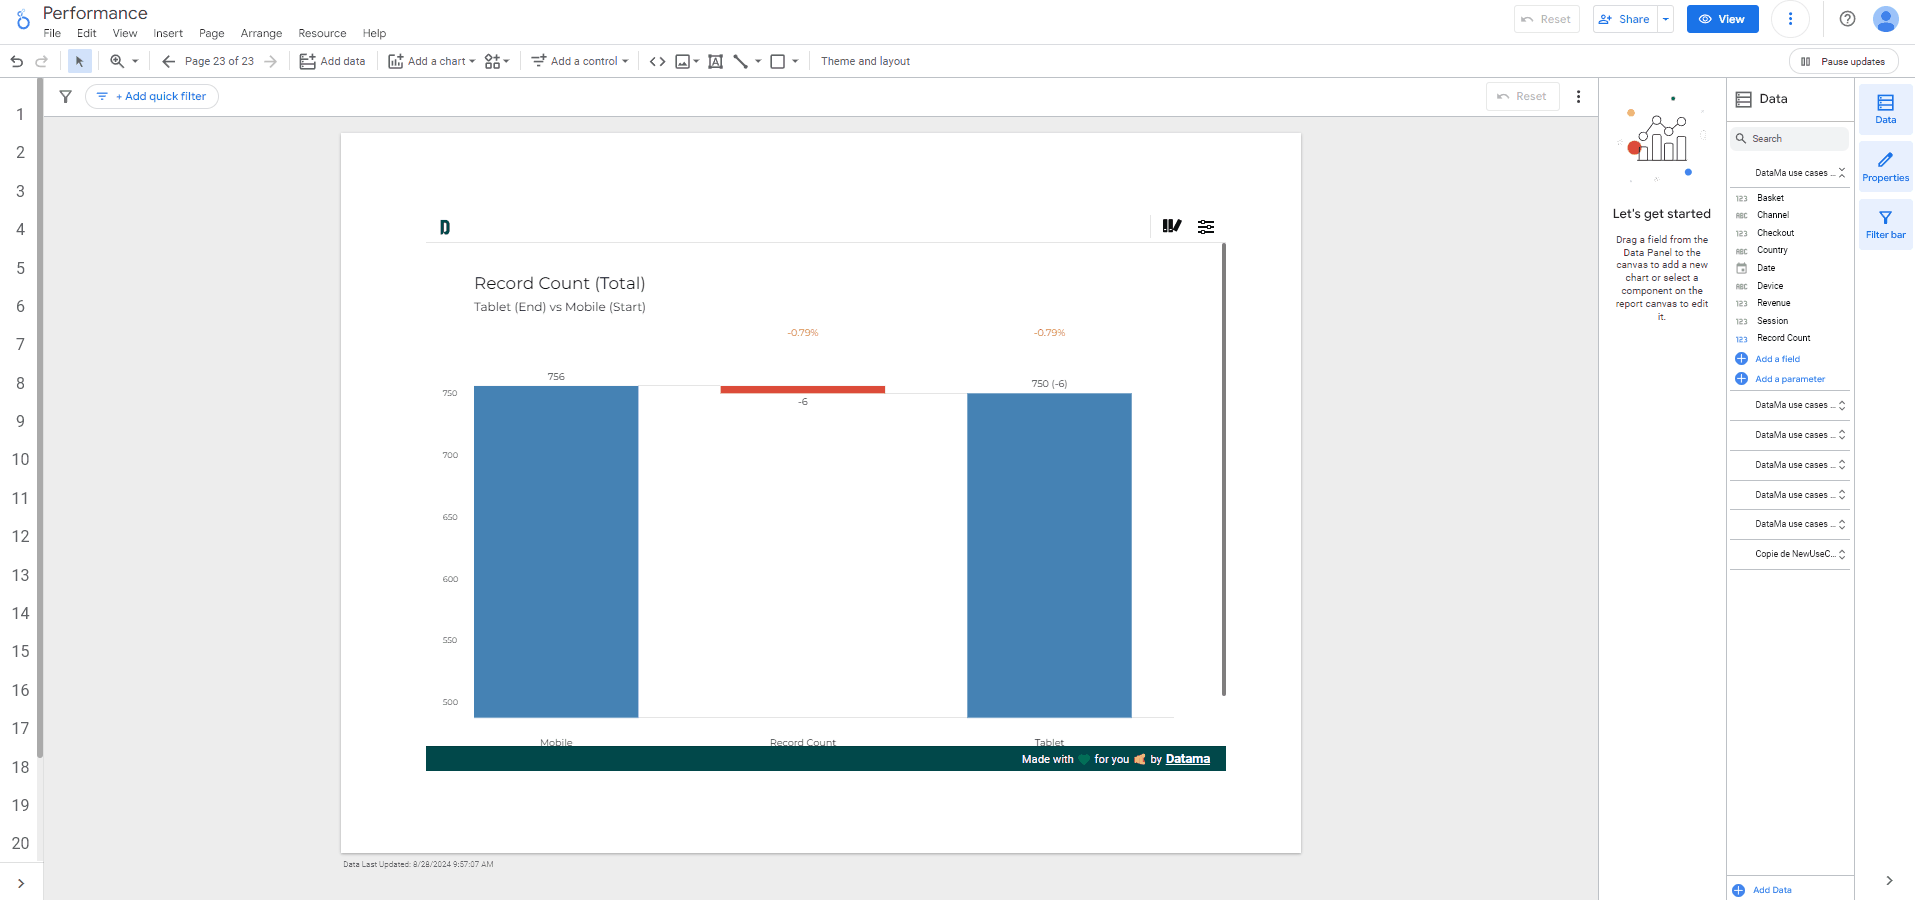 Performance
File Edit View Insert Page Arrange Resource Help
Reset Share View
Page 23 of 23 Add data Add a chart Add a control Theme and layout Pause updates
+ Add quick filter Reset
1
2
3
4
5
6
7
8
9
10
11
12
13
14
15
16
17
18
19
20
Record Count (Total)
Tablet (End) vs Mobile (Start)
-0.79% -0.79%
756 -6 750 (-6)
750
700
650
600
550
500
Mobile Record Count Tablet
Made with for you by Datama
Data Last Updated: 8/28/2024 9:57:07 AM
Let's get started
Drag a field from the
Data Panel to the
canvas to add a new
chart or select a
component on the
report canvas to edit
it.
Data
Search
DataMa use cases ...
123 Basket
ABC Channel
123 Checkout
ABC Country
Date
ABC Device
123 Revenue
123 Session
123 Record Count
Add a field
Add a parameter
DataMa use cases ...
DataMa use cases ...
DataMa use cases ...
DataMa use cases ...
DataMa use cases ...
Copie de NewUseC...
Add Data
Data
Properties
Filter bar